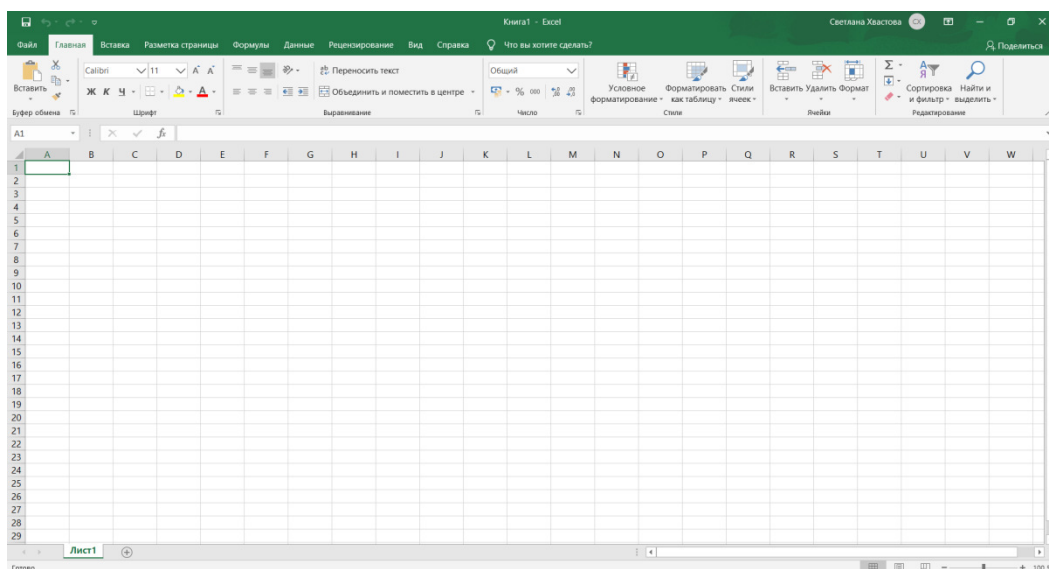 Книга1 - Excel
Светлана Хвастова
СХ
Файл Главная Вставка Разметка страницы Формулы Данные Рецензирование Вид Справка Что вы хотите сделать? Поделиться
Вставить
Calibri 11
Ж К Ч
Переносить текст
Объединить и поместить в центре
Общий
% 000
Условное форматирование
Форматировать как таблицу
Стили ячеек
Вставить Удалить Формат
Сортировка и фильтр
Найти и выделить
Буфер обмена Шрифт Выравнивание Число Стили Ячейки Редактирование
A1 fx
A B C D E F G H I J K L M N O P Q R S T U V W
1
2
3
4
5
6
7
8
9
10
11
12
13
14
15
16
17
18
19
20
21
22
23
24
25
26
27
28
29
Лист1